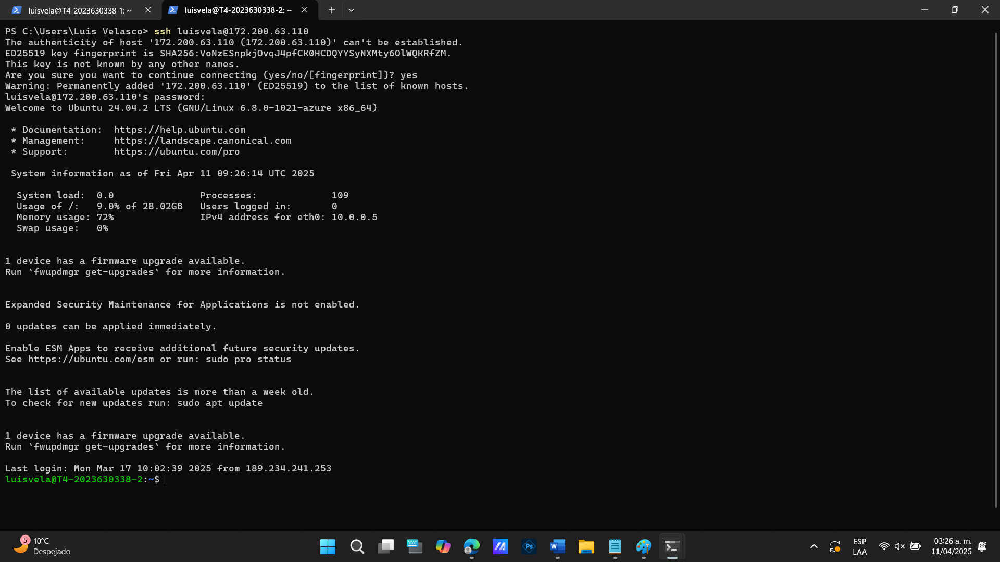 luisvela@T4-2023630338-1: ~
luisvela@T4-2023630338-2: ~
PS C:\Users\Luis Velasco> ssh luisvela@172.200.63.110
The authenticity of host '172.200.63.110 (172.200.63.110)' can't be established.
ED25519 key fingerprint is SHA256:VoNzESnpkjOvqJ4pfCK0HCDQYYSyNXMty6OlWQKRfZM.
This key is not known by any other names.
Are you sure you want to continue connecting (yes/no/[fingerprint])? yes
Warning: Permanently added '172.200.63.110' (ED25519) to the list of known hosts.
luisvela@172.200.63.110's password:
Welcome to Ubuntu 24.04.2 LTS (GNU/Linux 6.8.0-1021-azure x86_64)
* Documentation: https://help.ubuntu.com
* Management: https://landscape.canonical.com
* Support: https://ubuntu.com/pro
System information as of Fri Apr 11 09:26:14 UTC 2025
System load: 0.0 Processes: 109
Usage of /: 9.0% of 28.02GB Users logged in: 0
Memory usage: 72% IPv4 address for eth0: 10.0.0.5
Swap usage: 0%
1 device has a firmware upgrade available.
Run `fwupdmgr get-upgrades` for more information.
Expanded Security Maintenance for Applications is not enabled.
0 updates can be applied immediately.
Enable ESM Apps to receive additional future security updates.
See https://ubuntu.com/esm or run: sudo pro status
The list of available updates is more than a week old.
To check for new updates run: sudo apt update
1 device has a firmware upgrade available.
Run `fwupdmgr get-upgrades` for more information.
Last login: Mon Mar 17 10:02:39 2025 from 189.234.241.253
luisvela@T4-2023630338-2:~$
5
10°C
Despejado
Ps
W
ESP
LAA
03:26 a. m.
11/04/2025